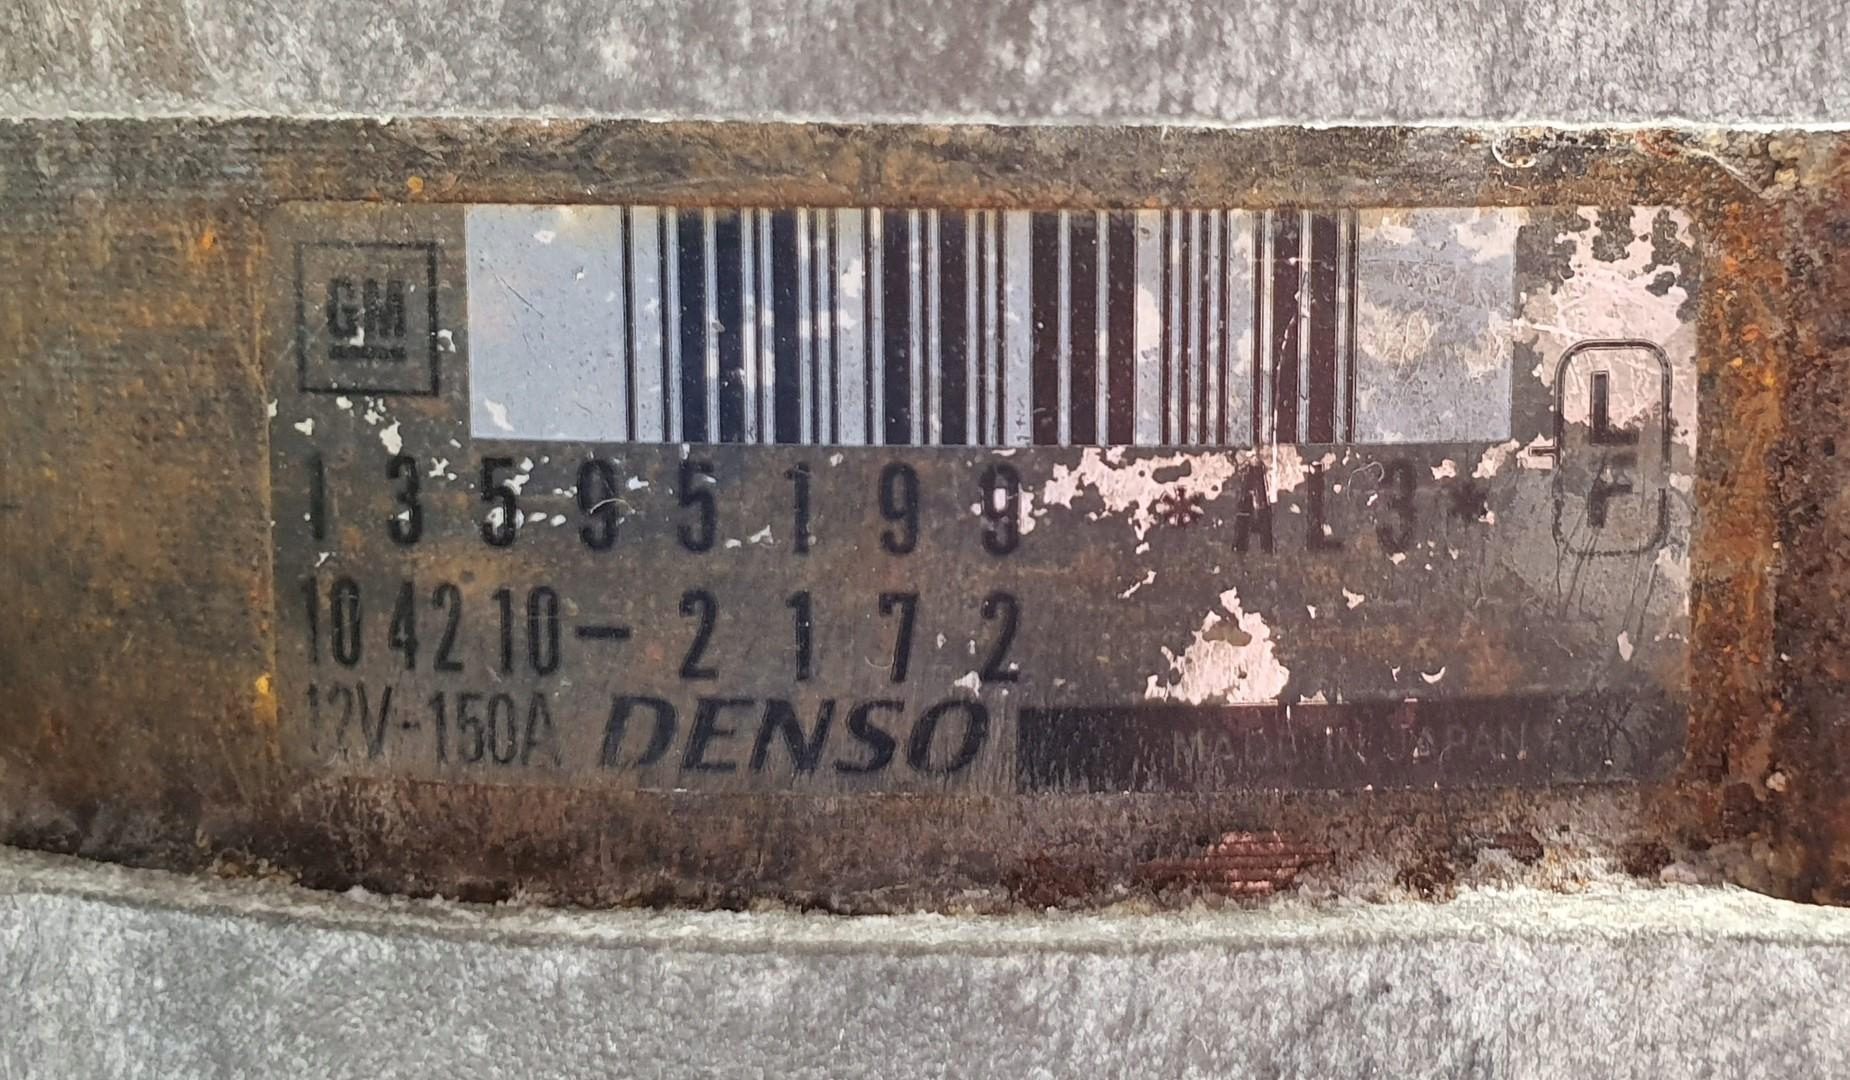 GM
13595199 *AL3*
L
F
104210-2172
12V-150A DENSO
MADE IN JAPAN